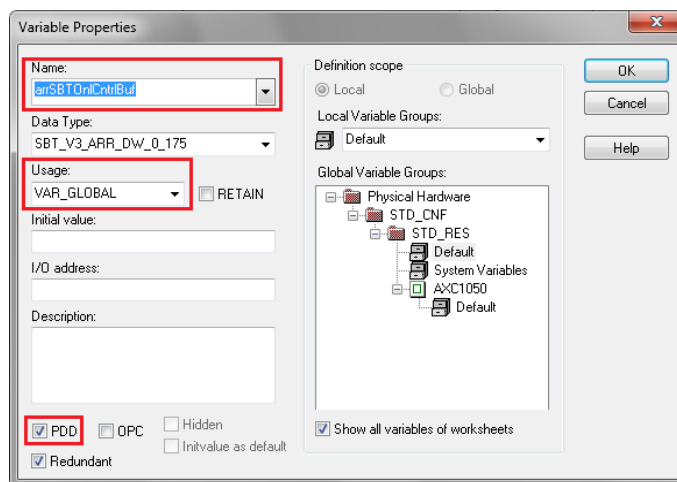 Variable Properties
Name:
arrSBTOnlCntrlBuf
Data Type:
SBT_V3_ARR_DW_0_175
Usage:
VAR_GLOBAL
RETAIN
Initial value:
I/O address:
Description:
PDD
OPC
Hidden
Initvalue as default
Redundant
Definition scope
Local
Global
Local Variable Groups:
Default
Global Variable Groups:
Physical Hardware
STD_CNF
STD_RES
Default
System Variables
AXC1050
Default
Show all variables of worksheets
OK
Cancel
Help